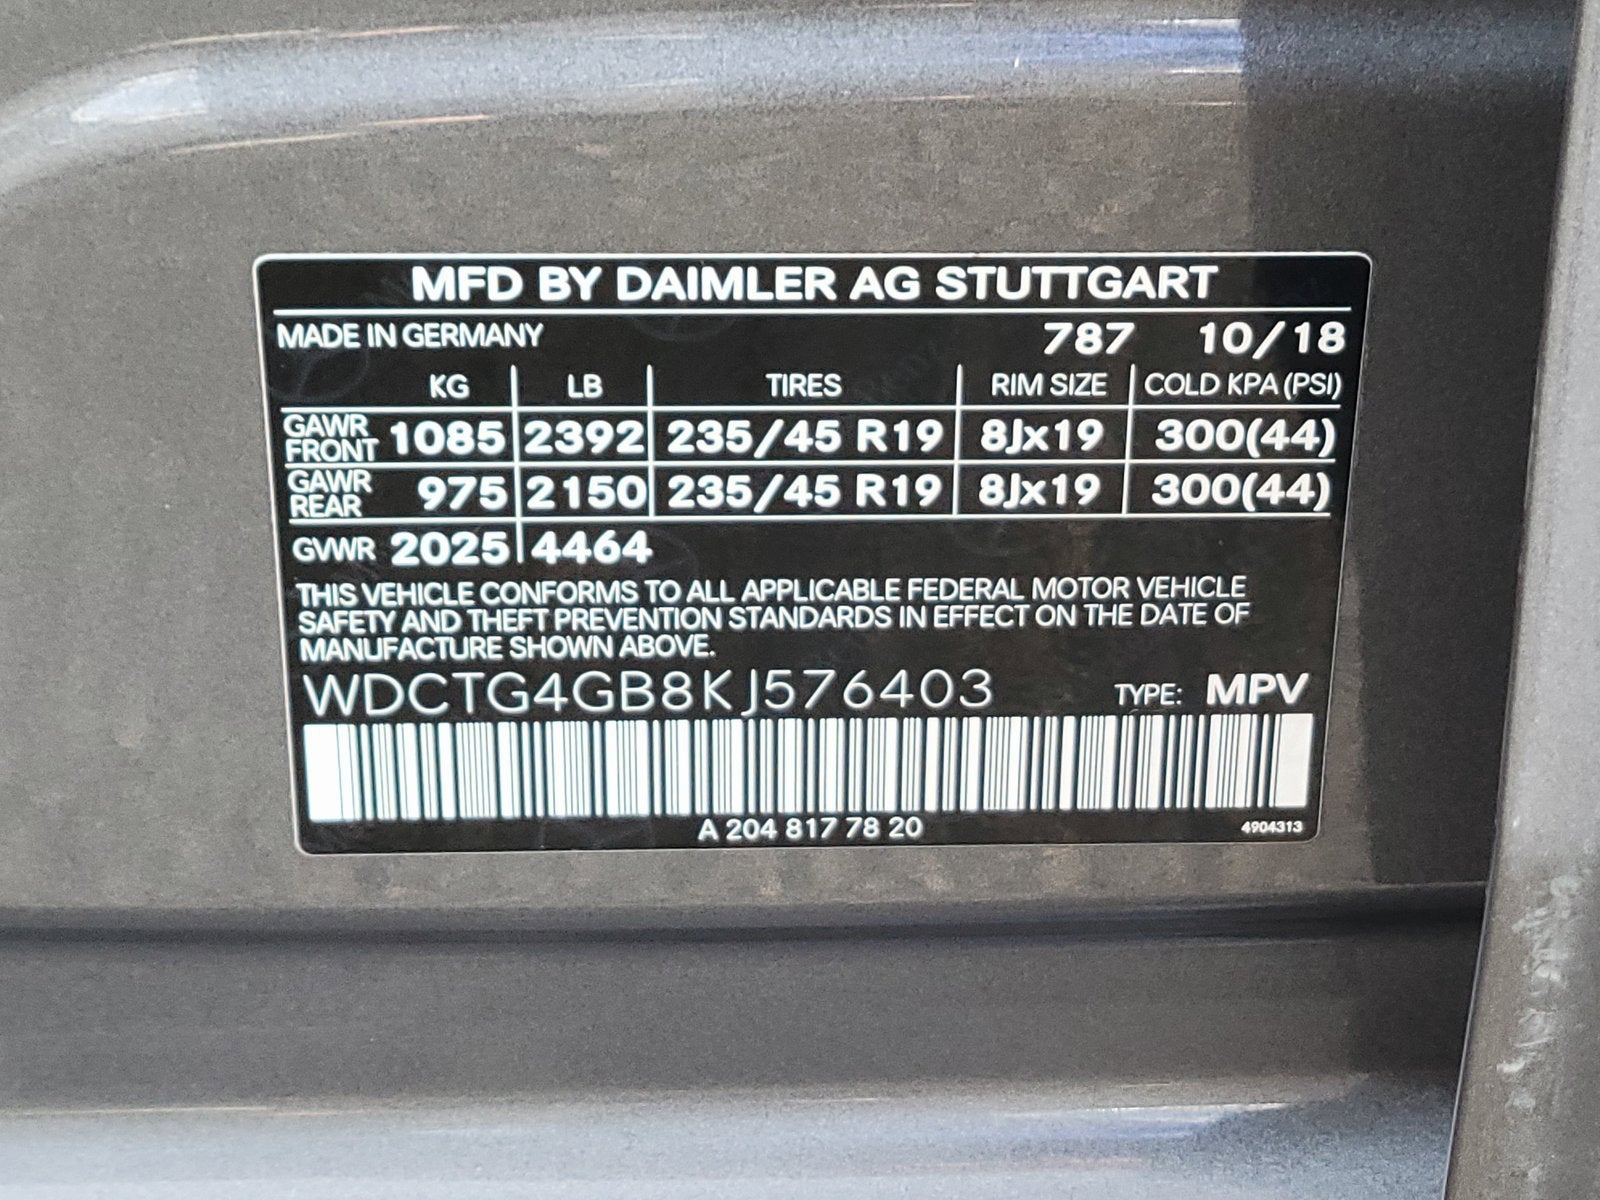 MFD BY DAIMLER AG STUTTGART
MADE IN GERMANY 787 10/18
KG LB TIRES RIM SIZE COLD KPA (PSI)
GAWR FRONT 1085 2392 235/45 R19 8Jx19 300(44)
GAWR REAR 975 2150 235/45 R19 8Jx19 300(44)
GVWR 2025 4464
THIS VEHICLE CONFORMS TO ALL APPLICABLE FEDERAL MOTOR VEHICLE
SAFETY AND THEFT PREVENTION STANDARDS IN EFFECT ON THE DATE OF
MANUFACTURE SHOWN ABOVE.
WDCTG4GB8KJ576403 TYPE: MPV
A 204 817 78 20 4904313